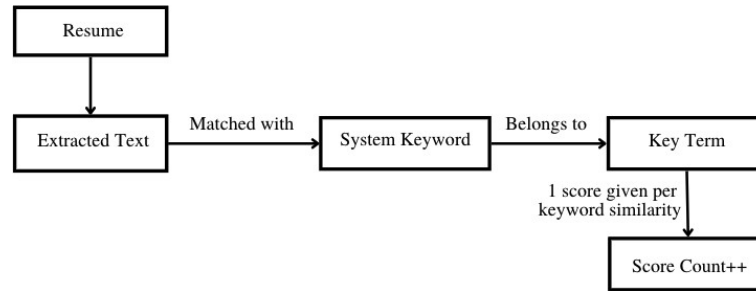 Resume
Extracted Text
Matched with
System Keyword
Belongs to
Key Term
1 score given per
keyword similarity
Score Count++